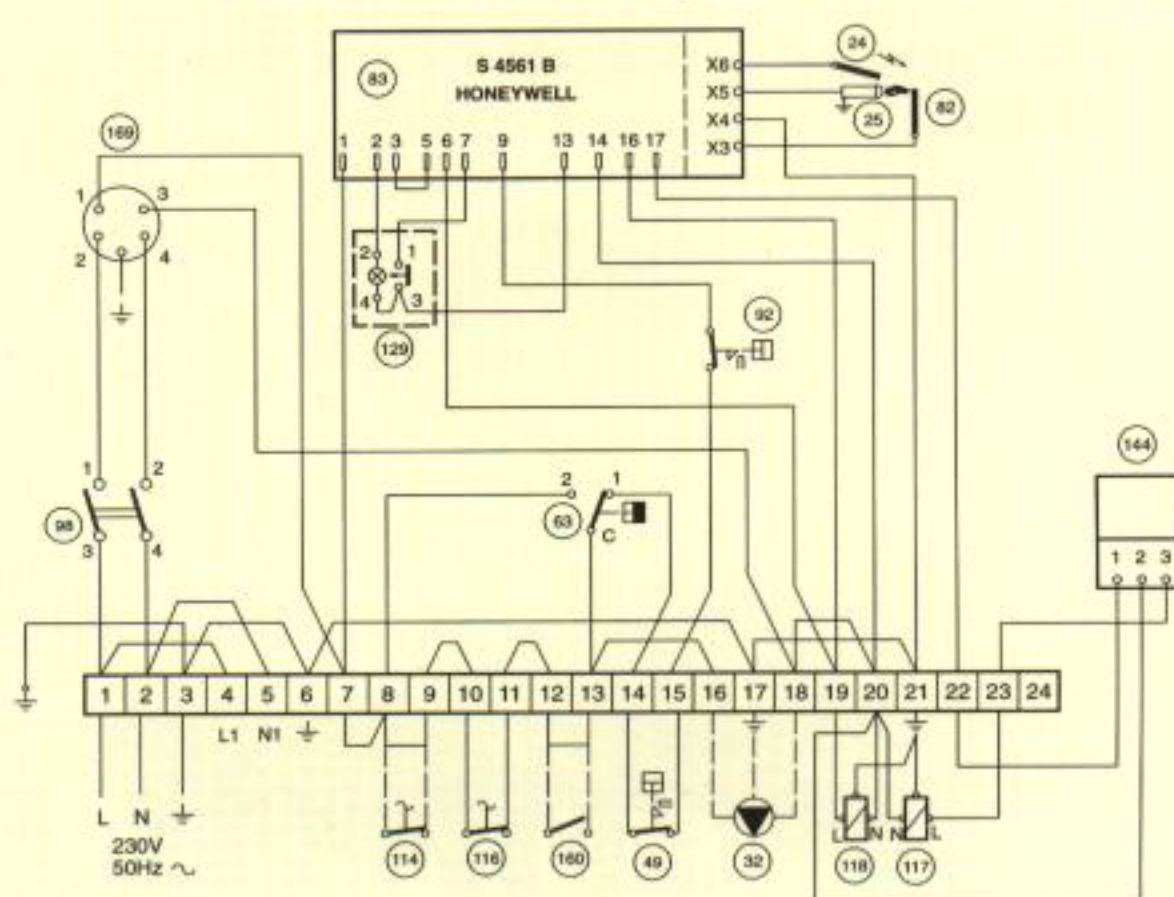 24
S 4561 B
X6
83
HONEYWELL
X5
25
82
169
X4
1 2 3 5 6 7 9 13 14 16 17
X3
1 3
2 4
2 1
4 3
92
129
144
1 2
2 1
98
63
C
3 4
1 2 3
1 2 3 4 5 6 7 8 9 10 11 12 13 14 15 16 17 18 19 20 21 22 23 24
L1 N1
L N
L N N L
230V
50Hz ~
114 116 160 49 32 118 117